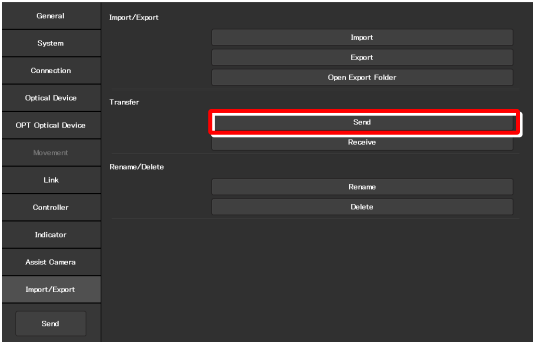 General
System
Connection
Optical Device
OPT Optical Device
Movement
Link
Controller
Indicator
Assist Camera
Import/Export
Send
Import/Export
Import
Export
Open Export Folder
Transfer
Send
Receive
Rename/Delete
Rename
Delete